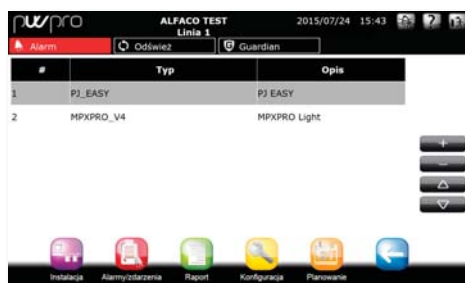 pwpro ALFACO TEST 2015/07/24 15:43
Linia 1
Alarm Odśwież Guardian
# Typ Opis
1 PJ_EASY PJ EASY
2 MPXPRO_V4 MPXPRO Light
Instalacja Alarmy/zdarzenia Raport Konfiguracja Planowanie